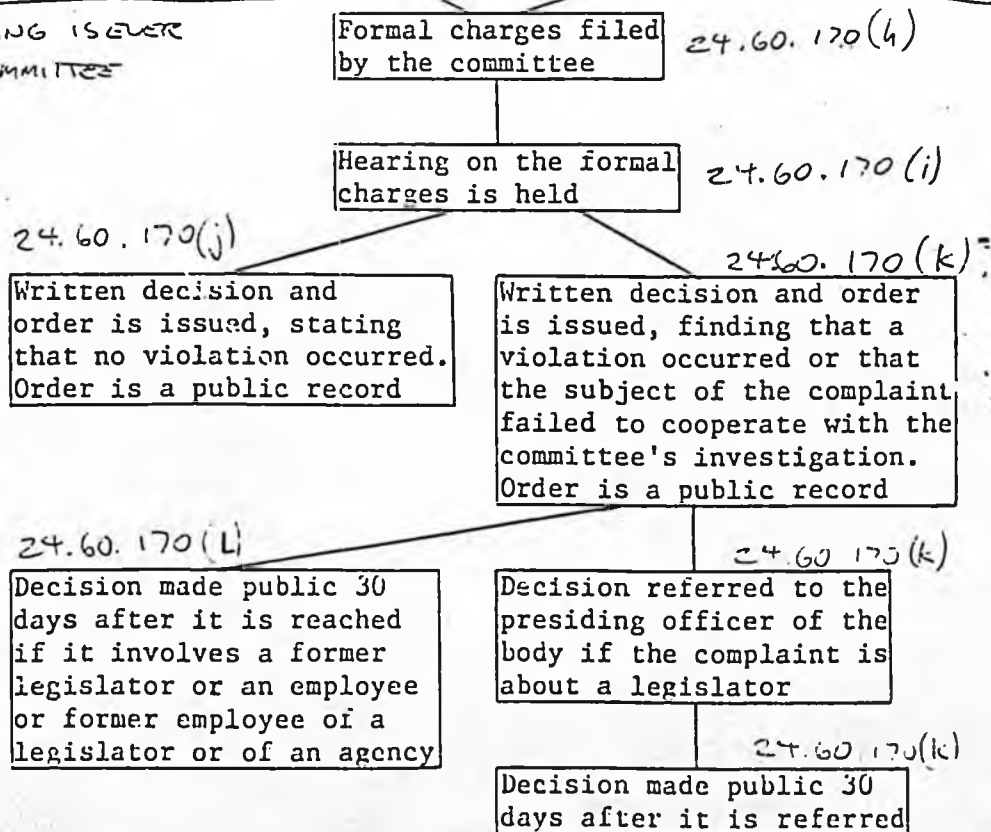 ISEVER
Formal charges filed
by the committee
24.60.170(h)
Hearing on the formal
charges is held
24.60.170(i)
24.60.170(j)
Written decision and
order is issued, stating
that no violation occurred.
Order is a public record
24.60.170(k)
Written decision and order
is issued, finding that a
violation occurred or that
the subject of the complaint
failed to cooperate with the
committee's investigation.
Order is a public record
24.60.170(L)
Decision made public 30
days after it is reached
if it involves a former
legislator or an employee
or former employee of a
legislator or of an agency
24.60 170(k)
Decision referred to the
presiding officer of the
body if the complaint is
about a legislator
24.60.170(k)
Decision made public 30
days after it is referred